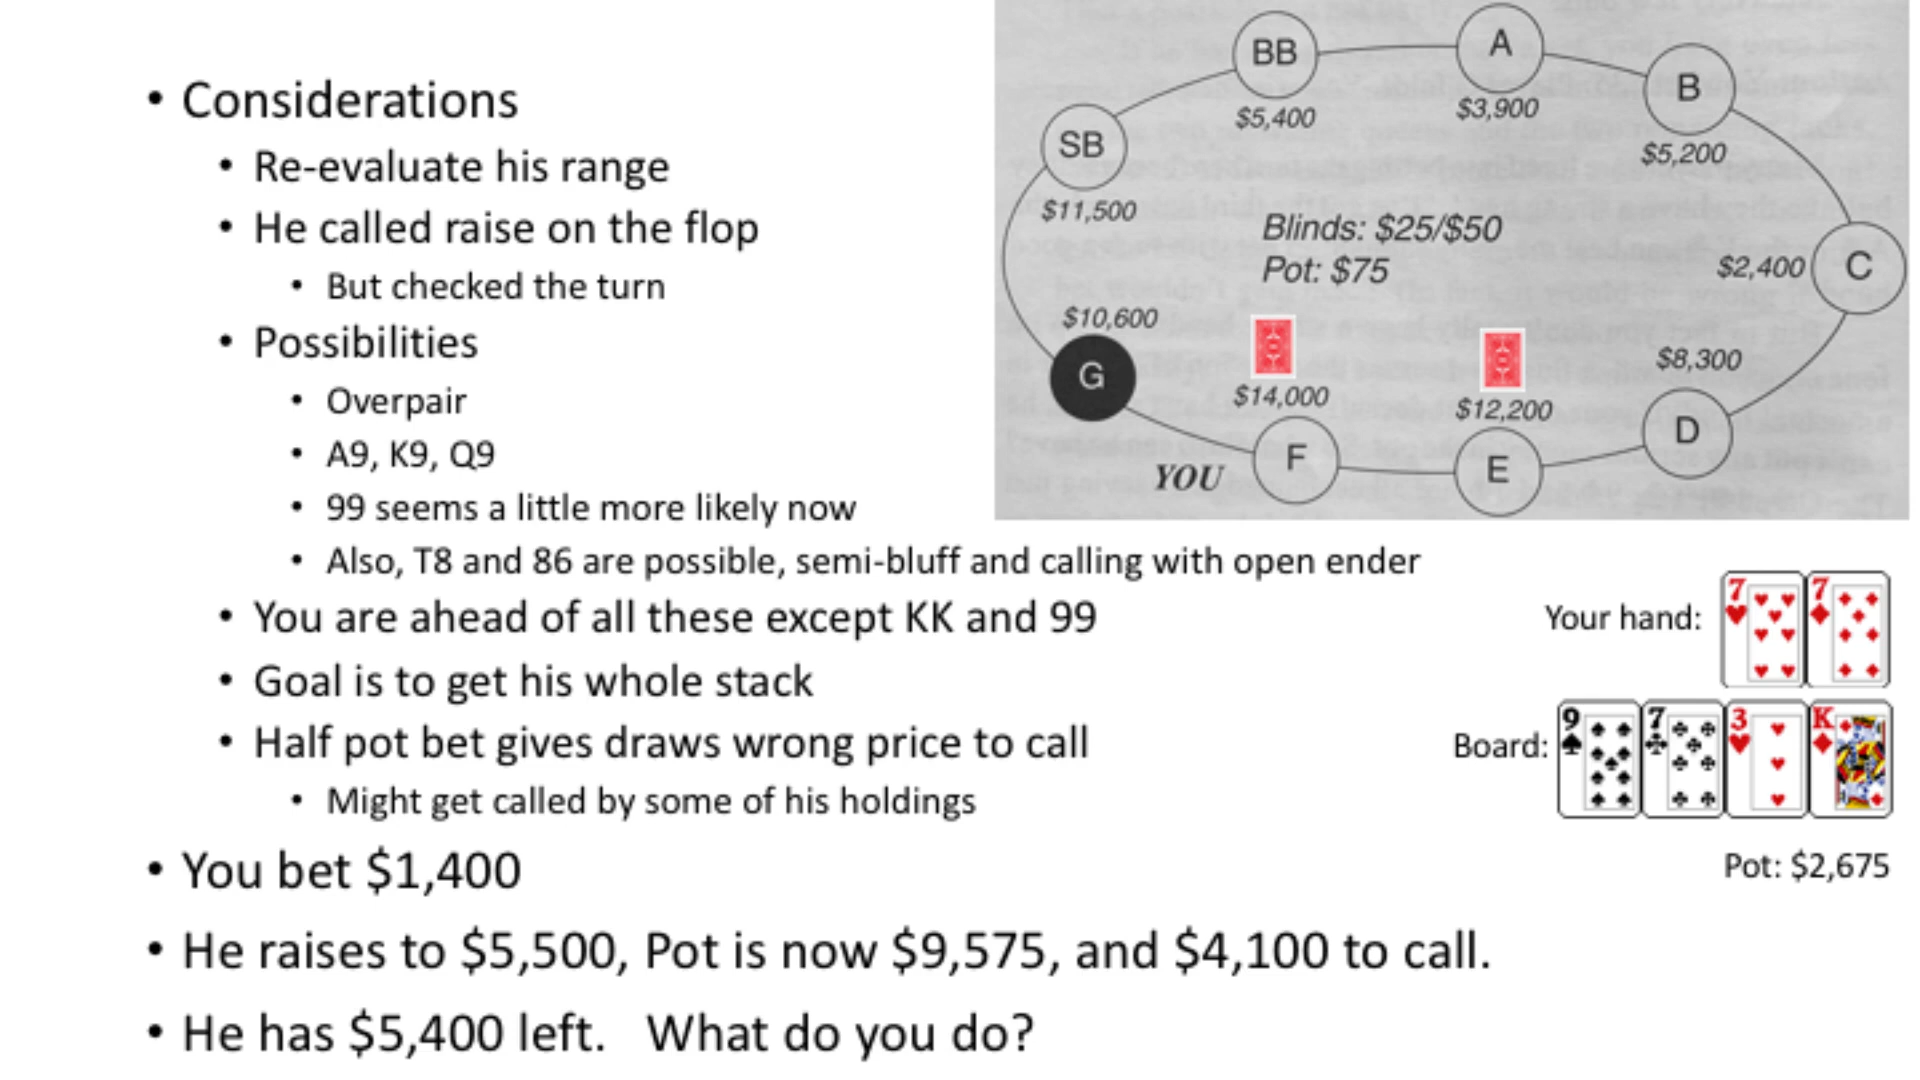 • Considerations
• Re-evaluate his range
• He called raise on the flop
• But checked the turn
• Possibilities
• Overpair
• A9, K9, Q9
• 99 seems a little more likely now
• Also, T8 and 86 are possible, semi-bluff and calling with open ender
• You are ahead of all these except KK and 99
• Goal is to get his whole stack
• Half pot bet gives draws wrong price to call
• Might get called by some of his holdings
• You bet $1,400
• He raises to $5,500, Pot is now $9,575, and $4,100 to call.
• He has $5,400 left. What do you do?
BB
$5,400
A
$3,900
B
$5,200
SB
$11,500
Blinds: $25/$50
Pot: $75
$2,400 C
$10,600
G
$14,000
$12,200
$8,300
D
YOU
F
E
Your hand:
7 7
Board:
9 7 3 K
Pot: $2,675